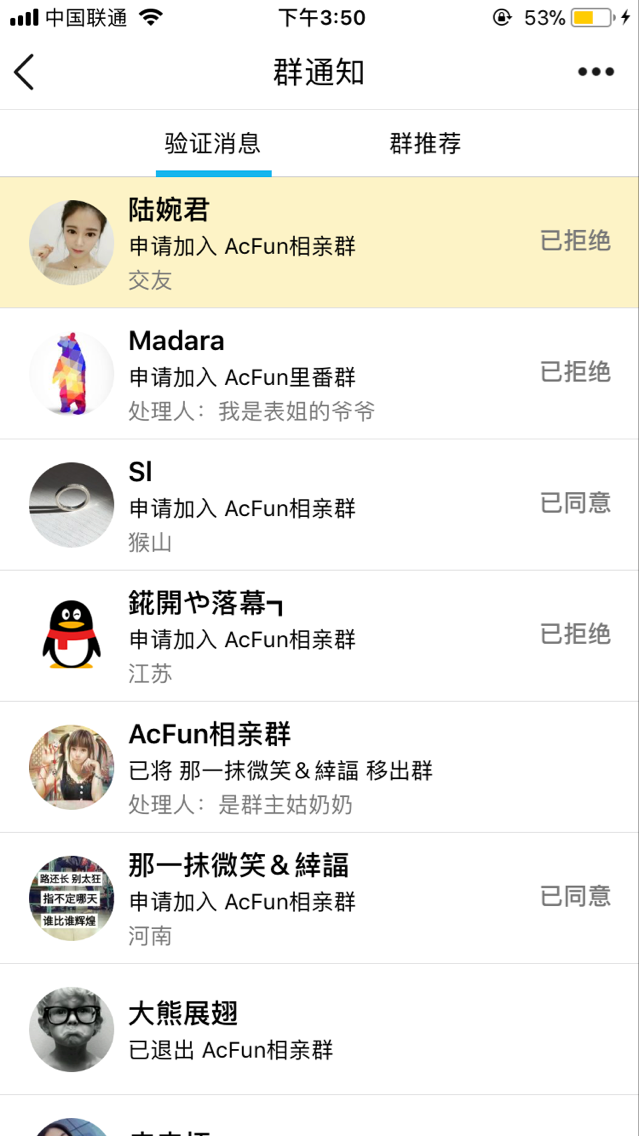 中国联通 下午3:50 53%
群通知
验证消息 群推荐
陆婉君
申请加入 AcFun相亲群
已拒绝
交友
Madara
申请加入 AcFun里番群
已拒绝
处理人：我是表姐的爷爷
Sl
申请加入 AcFun相亲群
已同意
猴山
錵開や落幕┓
申请加入 AcFun相亲群
已拒绝
江苏
AcFun相亲群
已将 那一抹微笑＆緈諨 移出群
处理人：是群主姑奶奶
路还长 别太狂
指不定哪天
谁比谁辉煌
那一抹微笑＆緈諨
申请加入 AcFun相亲群
已同意
河南
大熊展翅
已退出 AcFun相亲群